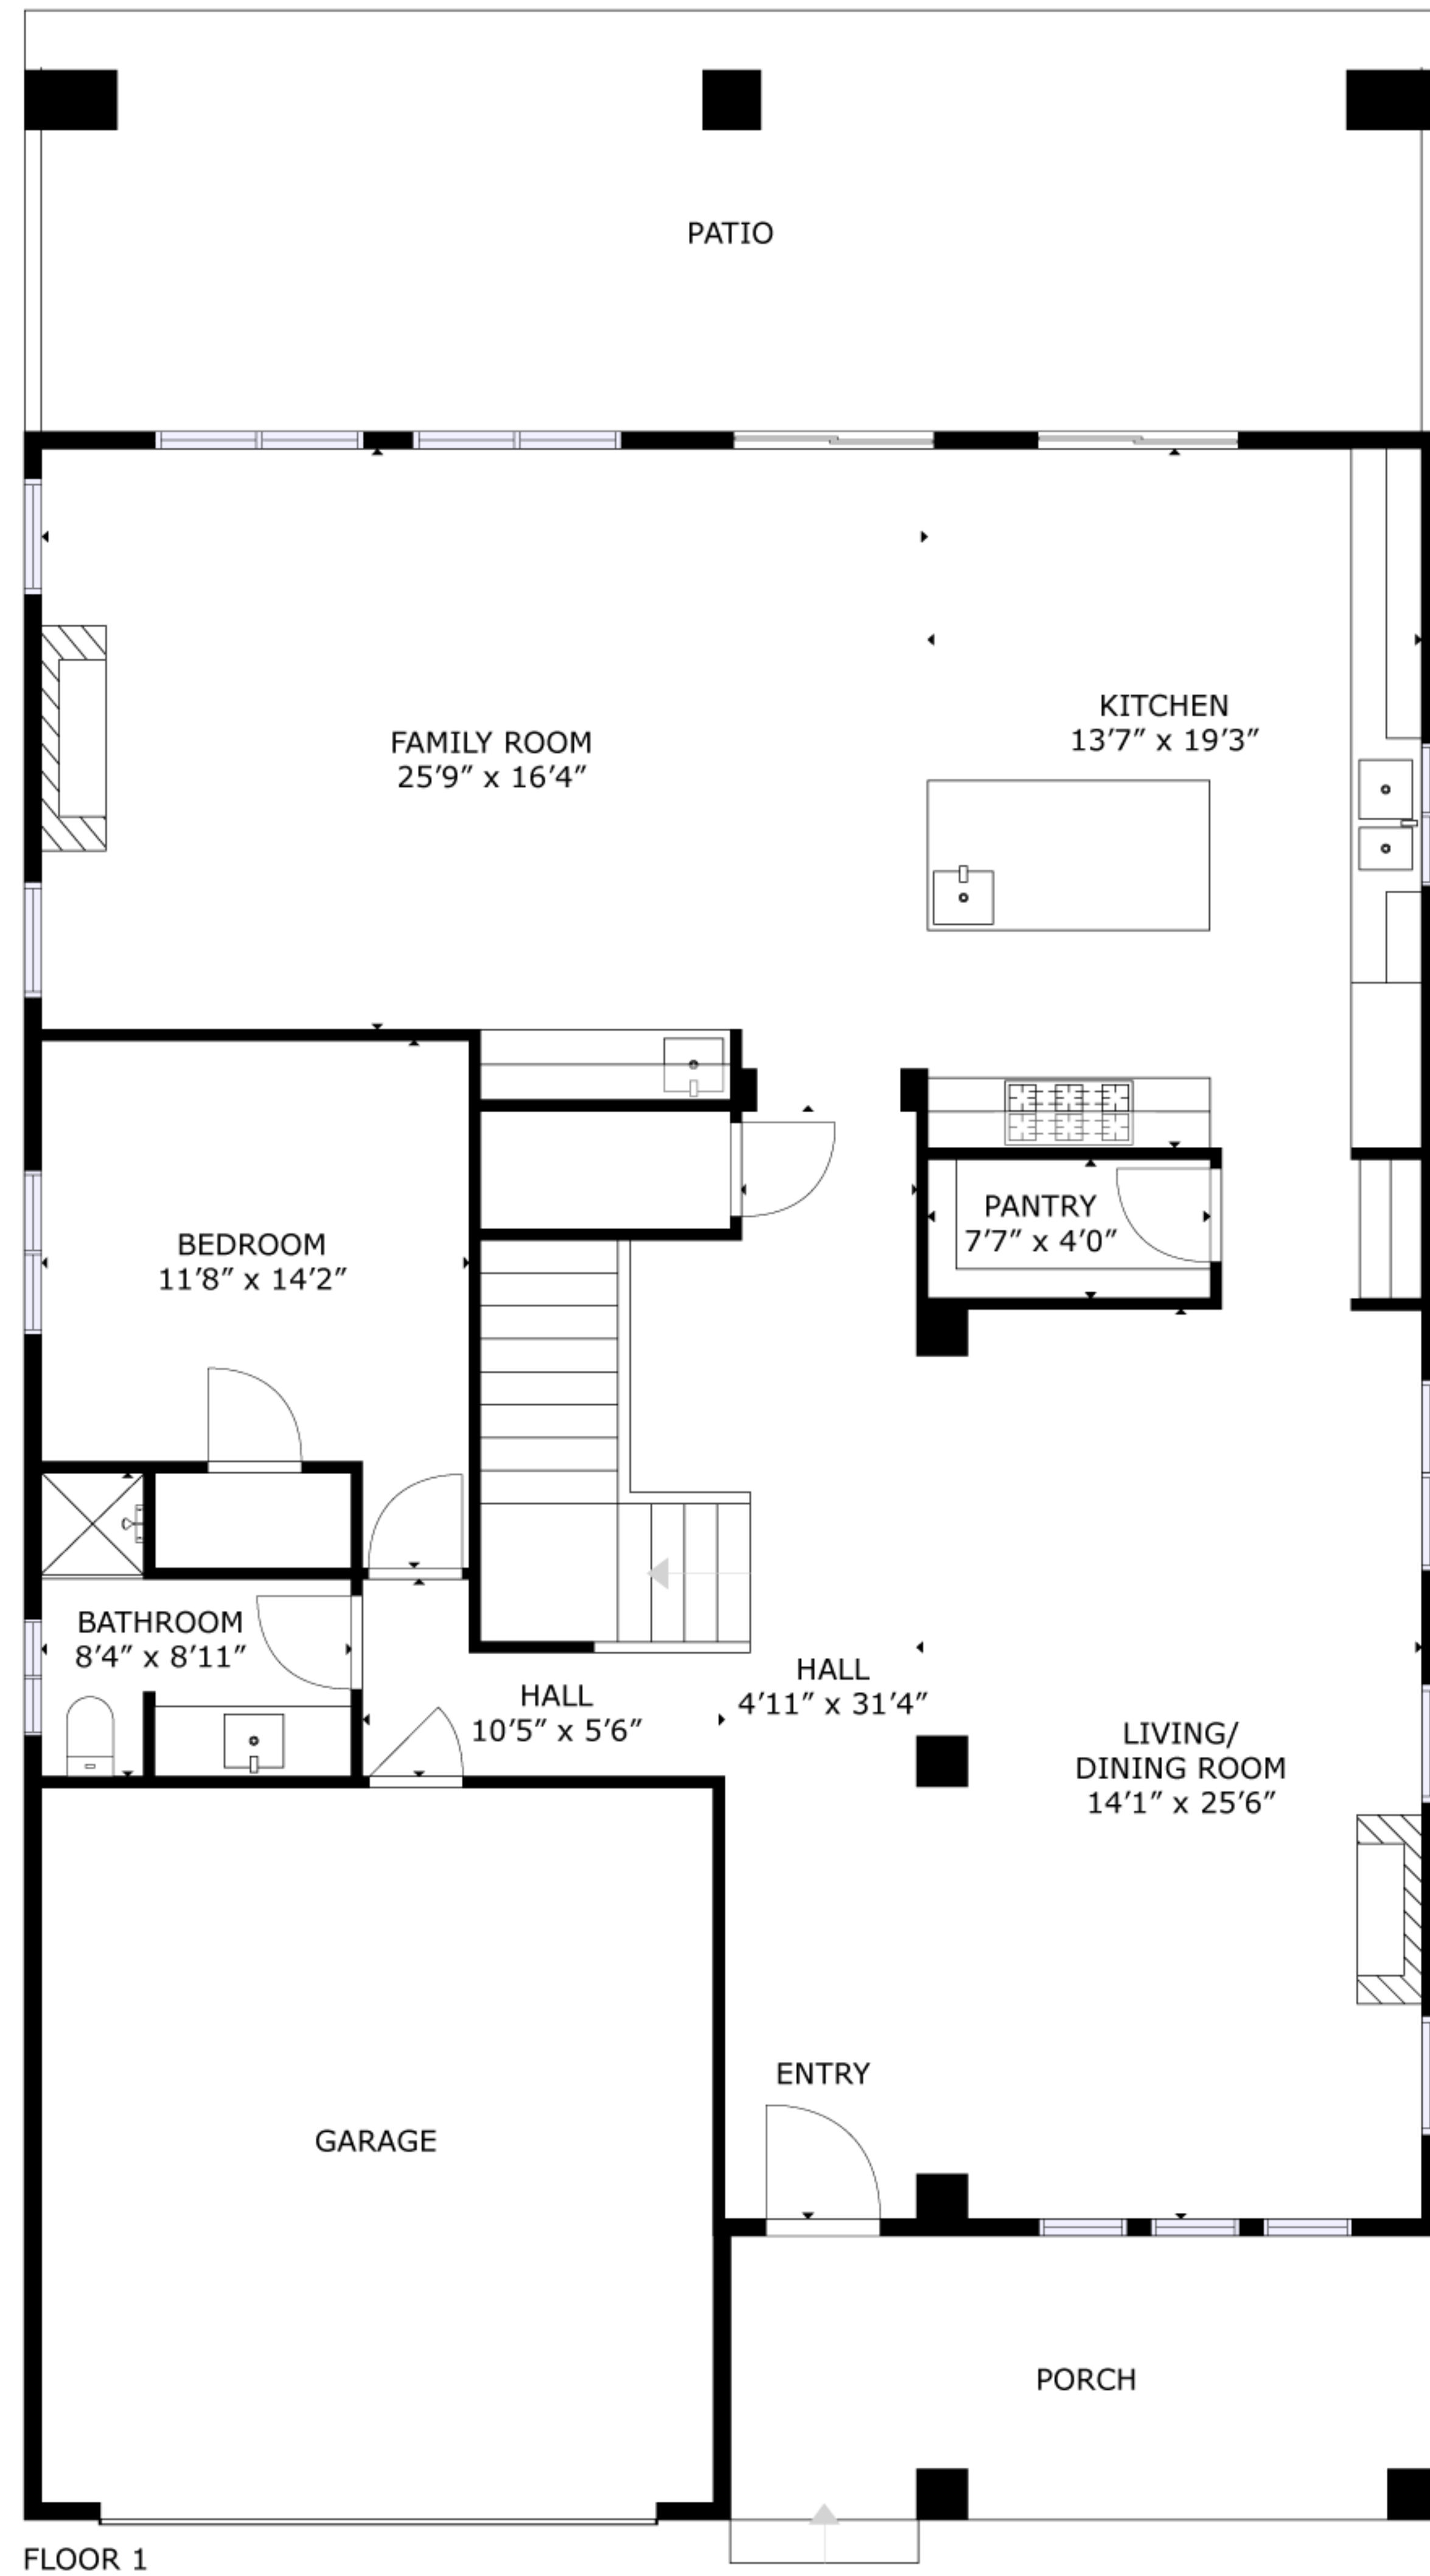 PATIO
FAMILY ROOM
25’9” x 16’4”
KITCHEN
13’7” x 19’3”
PANTRY
7’7” x 4’0”
BEDROOM
11’8” x 14’2”
BATHROOM
8’4” x 8’11”
HALL
10’5” x 5’6”
HALL
4’11” x 31’4”
LIVING/
DINING ROOM
14’1” x 25’6”
ENTRY
GARAGE
PORCH
FLOOR 1